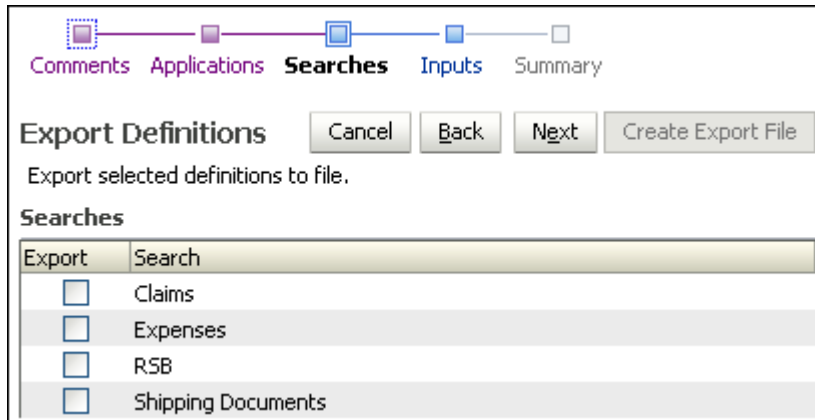 Comments Applications Searches Inputs Summary
Export Definitions Cancel Back Next Create Export File
Export selected definitions to file.
Searches
Export Search
Claims
Expenses
RSB
Shipping Documents